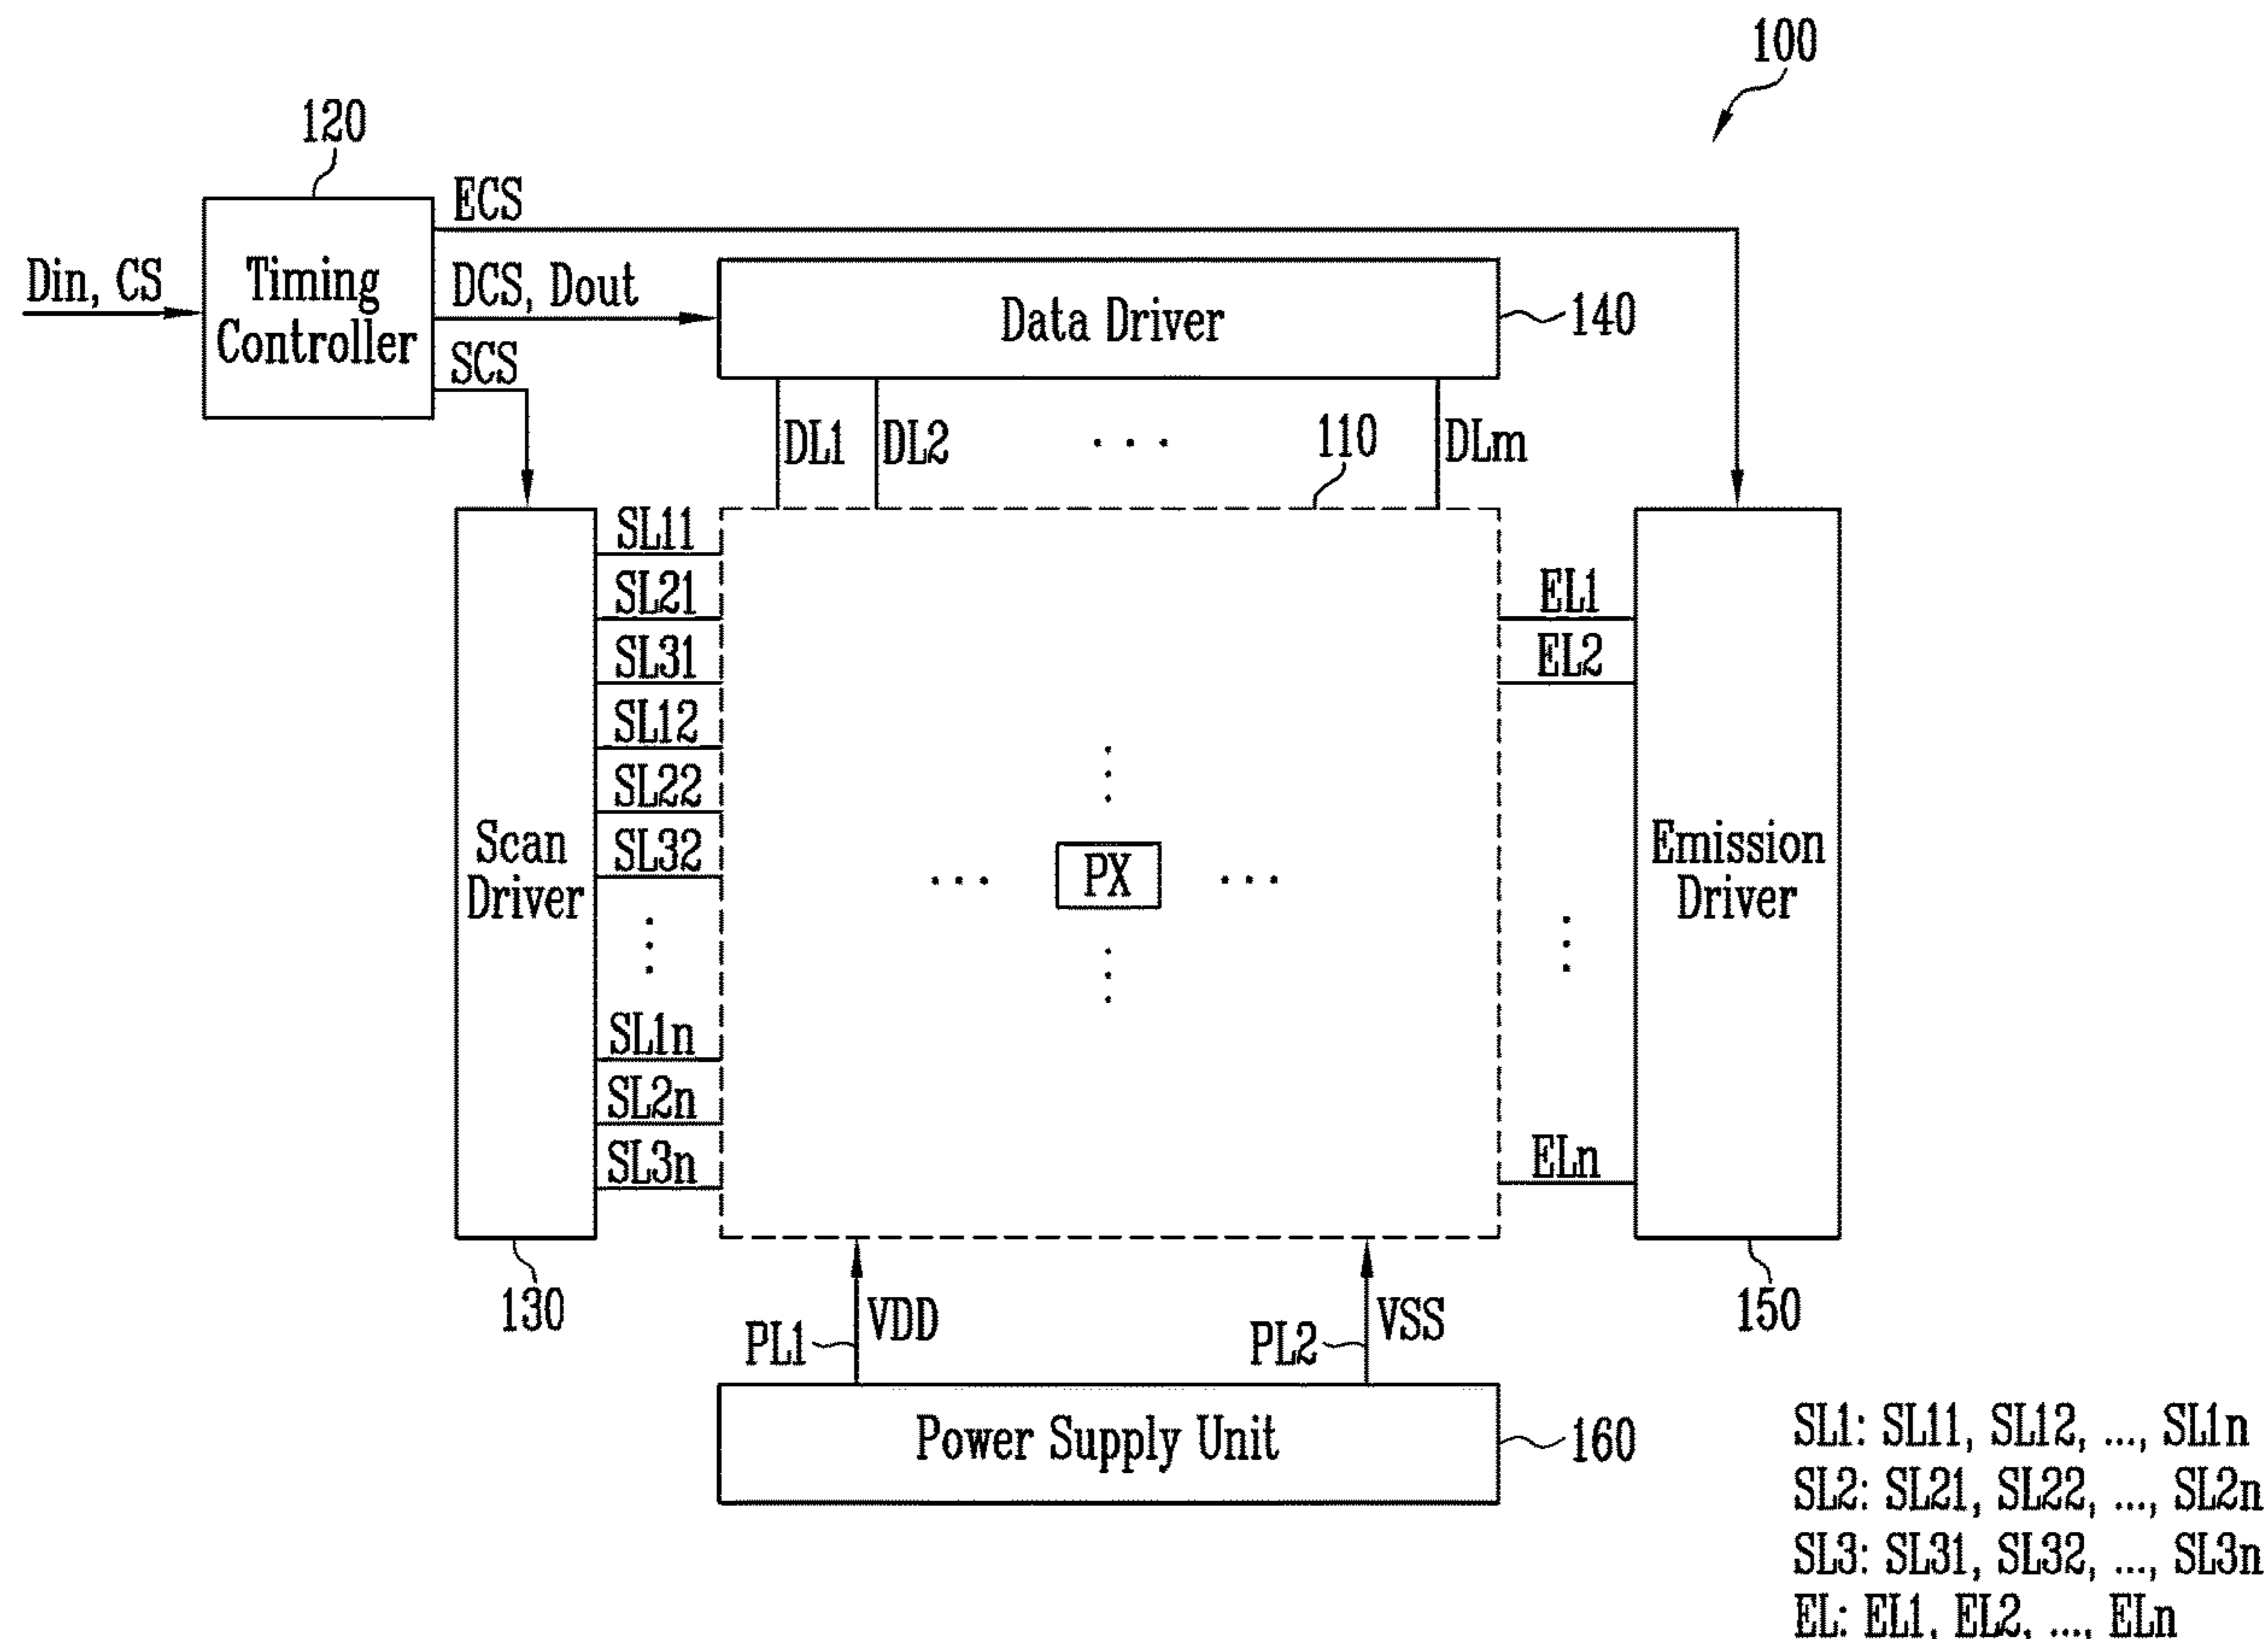 100
120
ECS
Din, CS
Timing
Controller
DCS, Dout
Data Driver
140
SCS
DL1
DL2
...
110
DLm
SL11
SL21
SL31
SL12
SL22
SL32
SL1n
SL2n
SL3n
Scan
Driver
130
... PX ...
EL1
EL2
ELn
Emission
Driver
150
PL1
VDD
PL2
VSS
Power Supply Unit
160
SL1: SL11, SL12, ..., SL1n
SL2: SL21, SL22, ..., SL2n
SL3: SL31, SL32, ..., SL3n
EL: EL1, EL2, ..., ELn